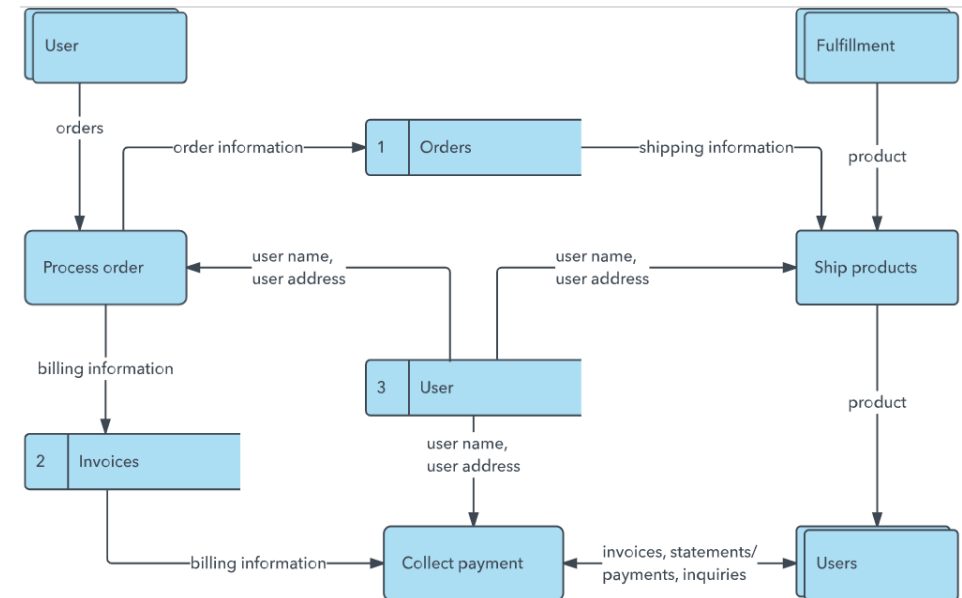 User
Fulfillment
orders
order information
1 Orders
shipping information
product
Process order
user name,
user address
user name,
user address
Ship products
billing information
3 User
product
user name,
user address
2 Invoices
billing information
Collect payment
invoices, statements/
payments, inquiries
Users